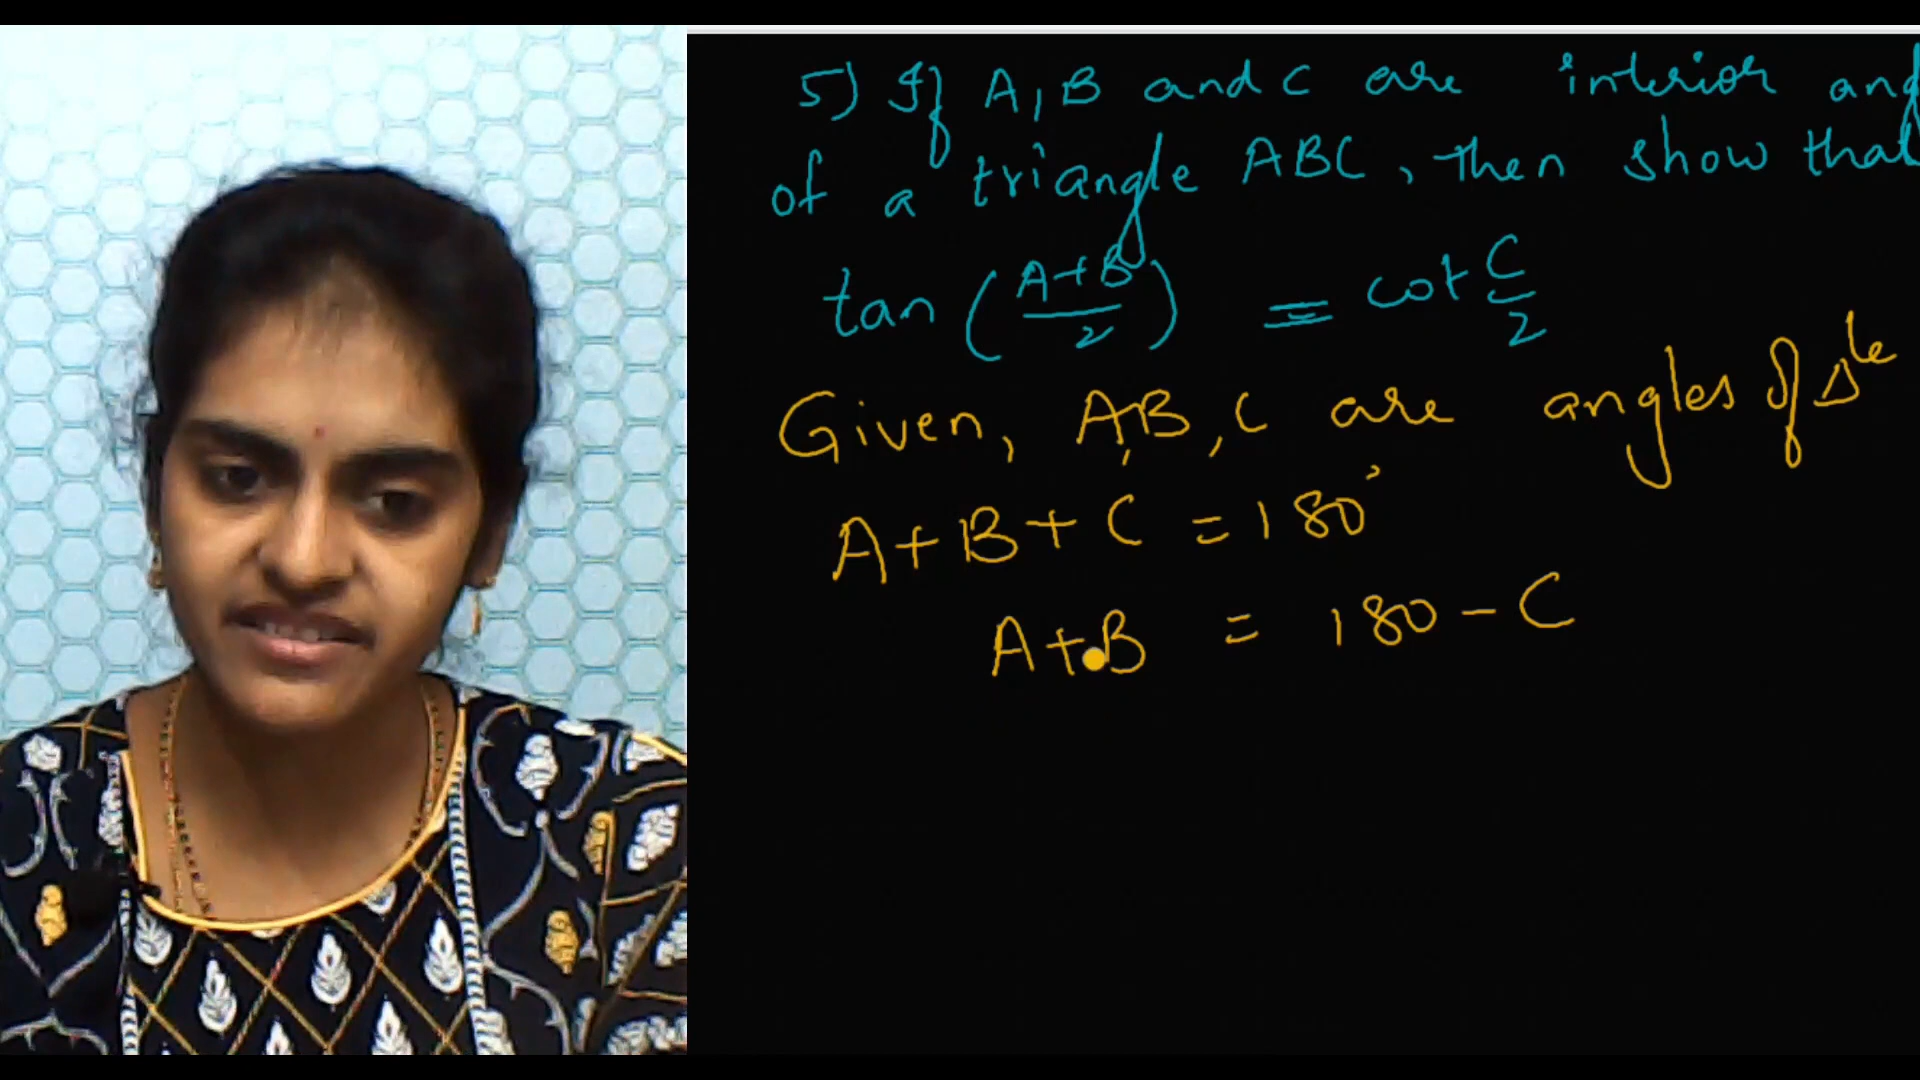 5) If A, B and C are interior ang
of a triangle ABC, then show that
tan (A+B/2) = cot C/2
Given, A, B, C are angles of Δle
A+B+C = 180°
A+B = 180-C